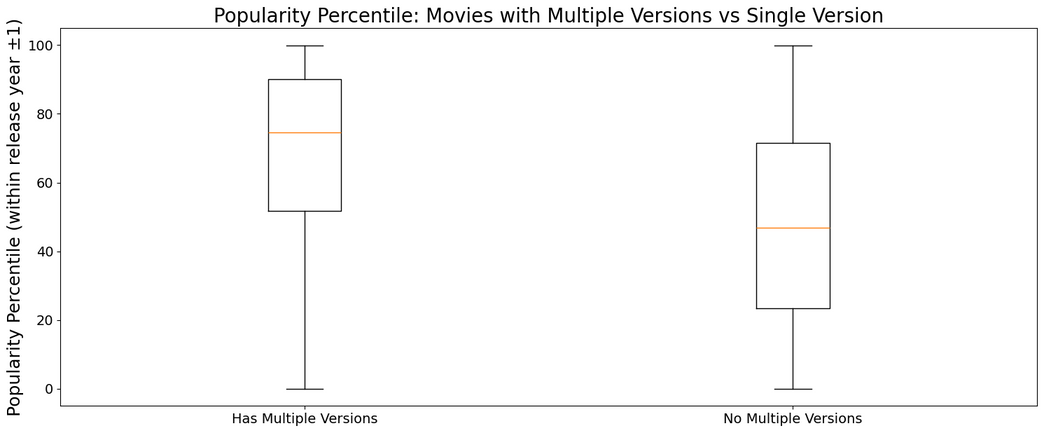 Popularity Percentile: Movies with Multiple Versions vs Single Version
Popularity Percentile (within release year ±1)
100
80
60
40
20
0
Has Multiple Versions
No Multiple Versions